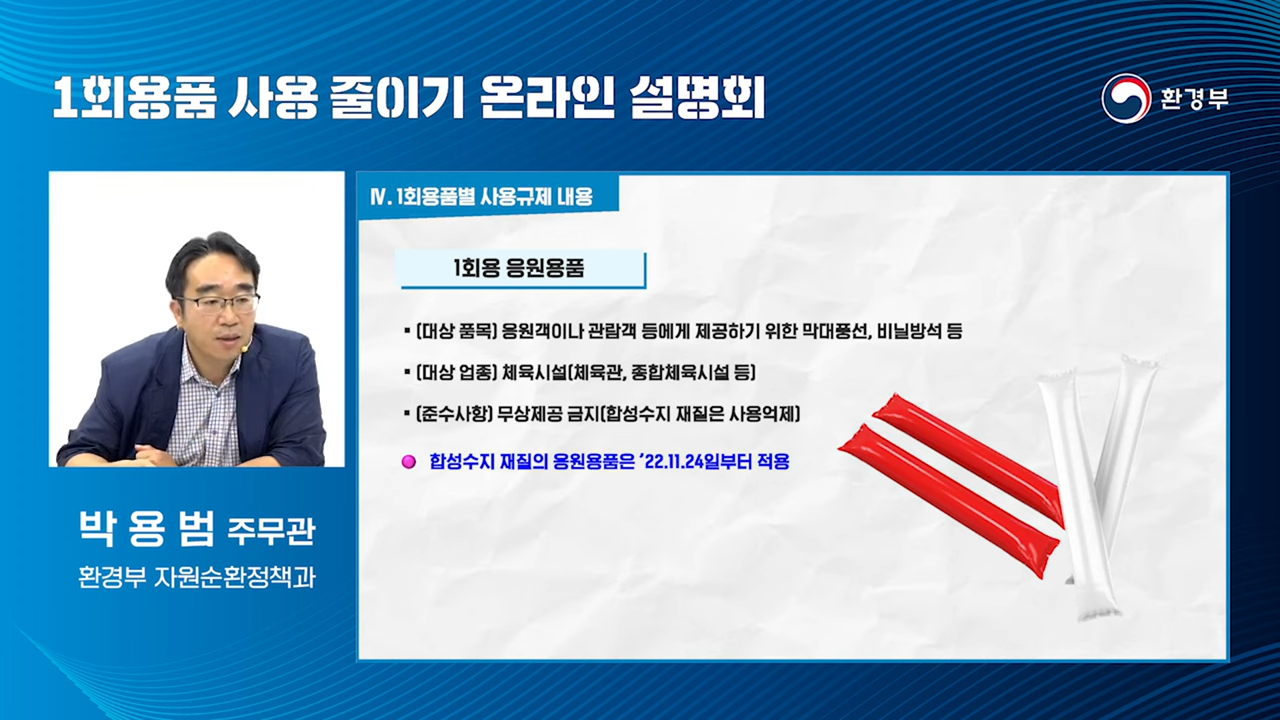 1회용품 사용 줄이기 온라인 설명회
환경부
Ⅳ. 1회용품별 사용규제 내용
1회용 응원용품
▪ (대상 품목) 응원객이나 관람객 등에게 제공하기 위한 막대풍선, 비닐방석 등
▪ (대상 업종) 체육시설(체육관, 종합체육시설 등)
▪ (준수사항) 무상제공 금지(합성수지 재질은 사용억제)
합성수지 재질의 응원용품은 ’22.11.24일부터 적용
박용범 주무관
환경부 자원순환정책과